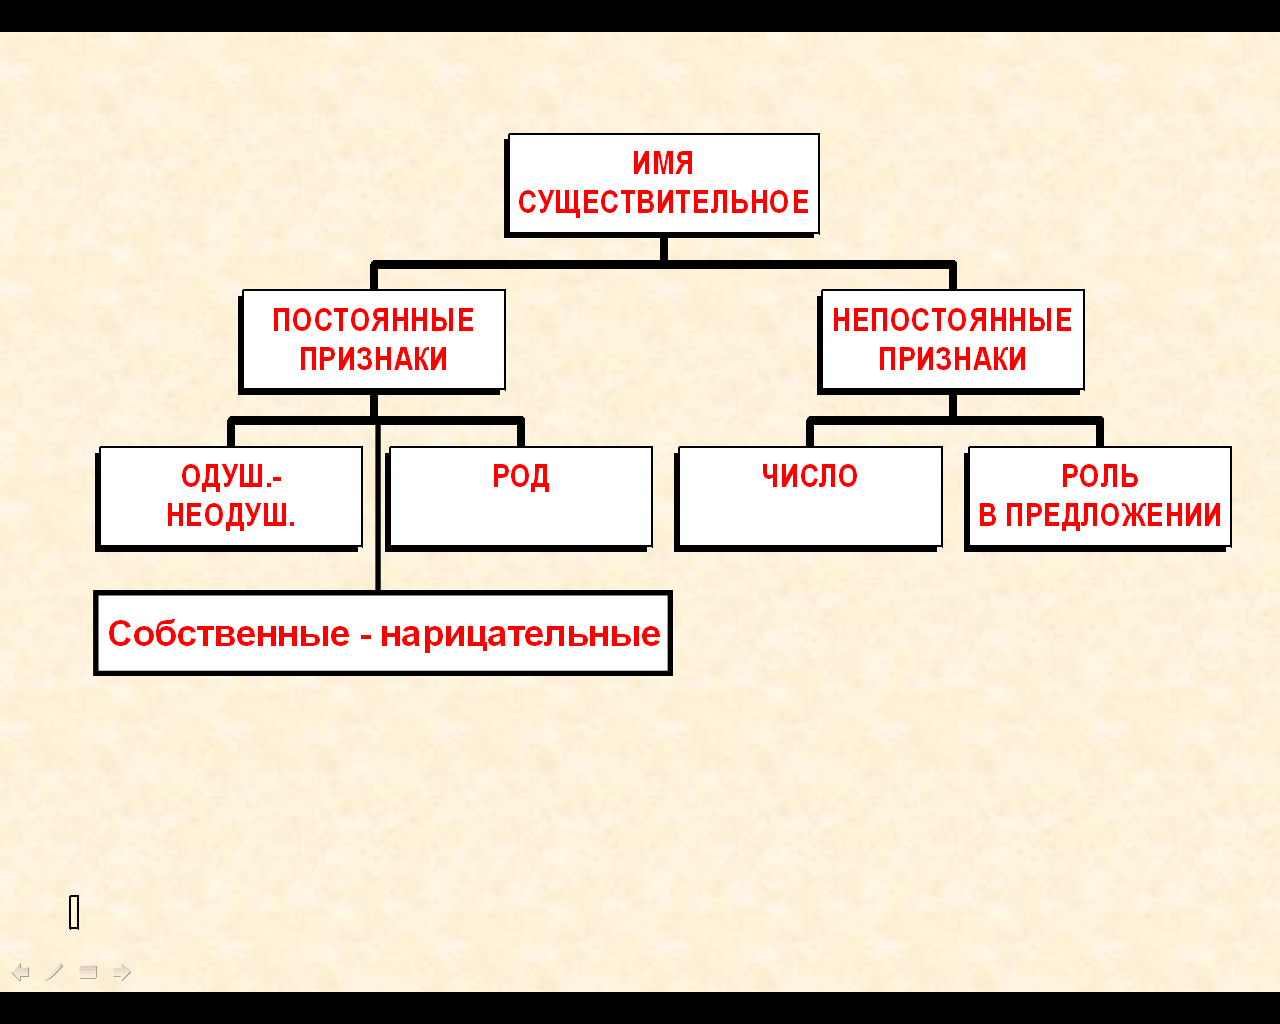 ИМЯ
СУЩЕСТВИТЕЛЬНОЕ
ПОСТОЯННЫЕ
ПРИЗНАКИ
НЕПОСТОЯННЫЕ
ПРИЗНАКИ
ОДУШ.-
НЕОДУШ.
РОД
ЧИСЛО
РОЛЬ
В ПРЕДЛОЖЕНИИ
Собственные - нарицательные